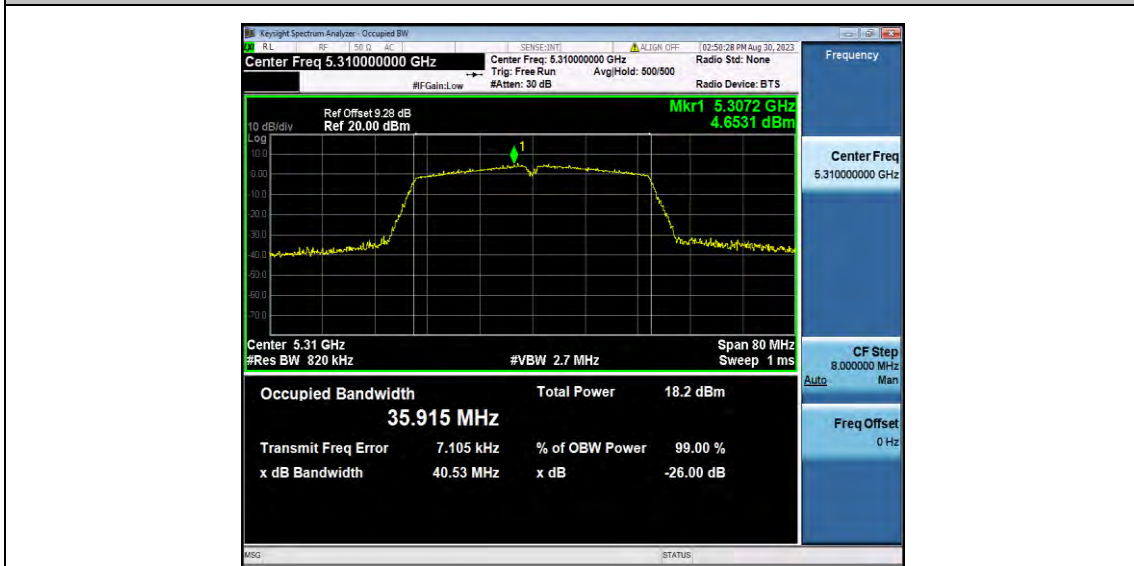 Keysight Spectrum Analyzer - Occupied BW
RL RF 50 Ω AC SENSE:INT ALIGN OFF 02:50:28 PM Aug 30, 2023
Center Freq 5.310000000 GHz
Center Freq: 5.310000000 GHz
Radio Std: None
Trig: Free Run Avg|Hold: 500/500
#IFGain:Low
#Atten: 30 dB
Radio Device: BTS
Frequency
Mkr1 5.3072 GHz
4.6531 dBm
Ref Offset 9.28 dB
10 dB/div Ref 20.00 dBm
Log
1
10.0
0.00
-10.0
-20.0
-30.0
-40.0
-50.0
-60.0
-70.0
Center Freq
5.310000000 GHz
Center 5.31 GHz Span 80 MHz
#Res BW 820 kHz #VBW 2.7 MHz Sweep 1 ms
CF Step
8.000000 MHz
Auto Man
Occupied Bandwidth Total Power 18.2 dBm
35.915 MHz
Transmit Freq Error 7.105 kHz % of OBW Power 99.00 %
x dB Bandwidth 40.53 MHz x dB -26.00 dB
Freq Offset
0 Hz
MSG STATUS